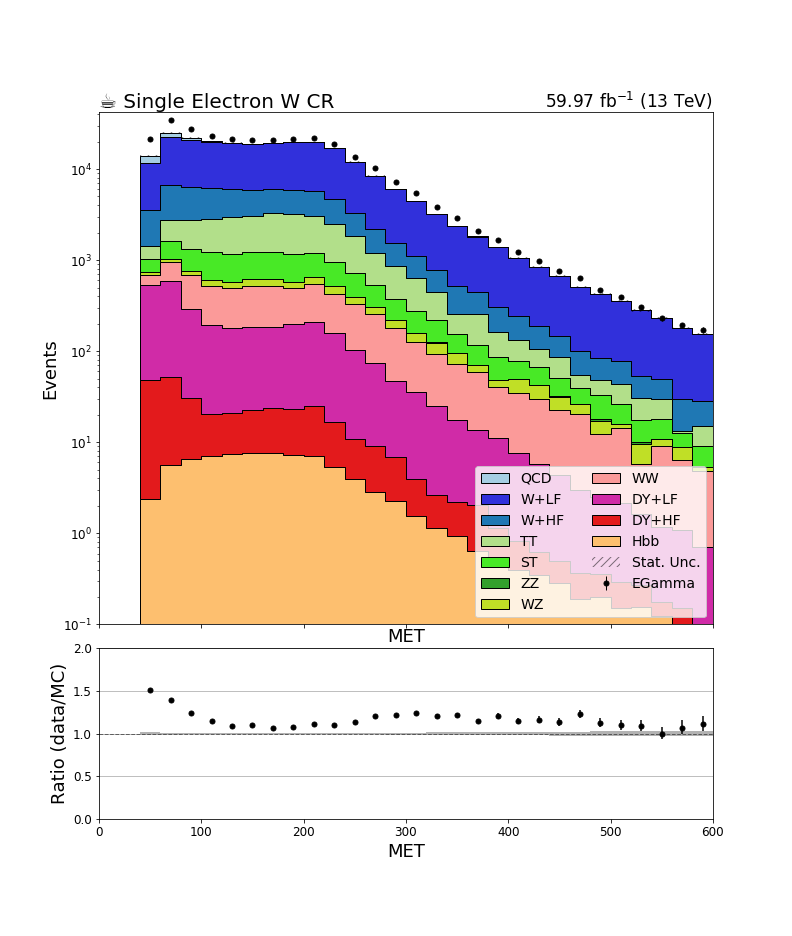 ☕ Single Electron W CR 59.97 fb⁻¹ (13 TeV)
Events
10⁴
10³
10²
10¹
10⁰
10⁻¹
QCD WW
W+LF DY+LF
W+HF DY+HF
TT Hbb
ST Stat. Unc.
ZZ EGamma
WZ
MET
Ratio (data/MC)
2.0
1.5
1.0
0.5
0.0
0 100 200 300 400 500 600
MET